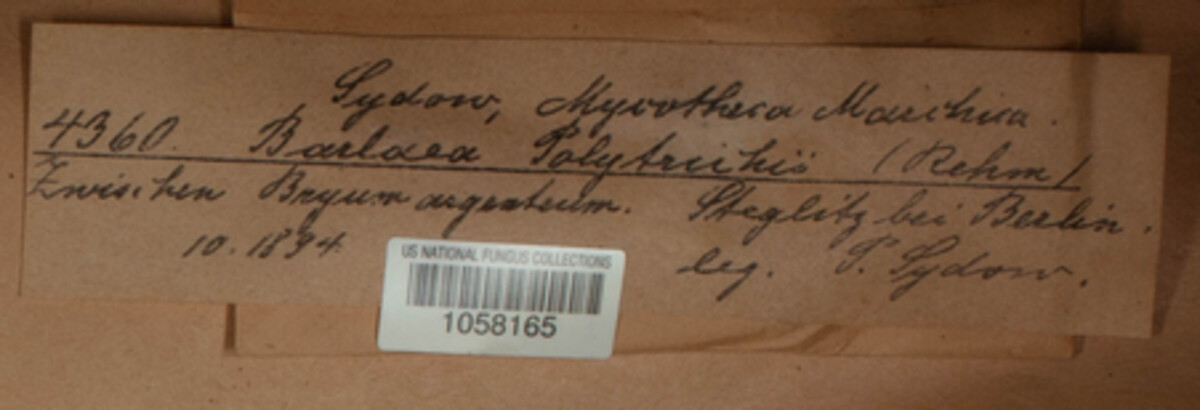 Sydow, Mycotheca Marchica.
4360. Barlaea Polytrichii (Rehm)
Zwischen Bryum argenteum. Steglitz bei Berlin.
10.1894. leg. P. Sydow.
US NATIONAL FUNGUS COLLECTIONS
1058165